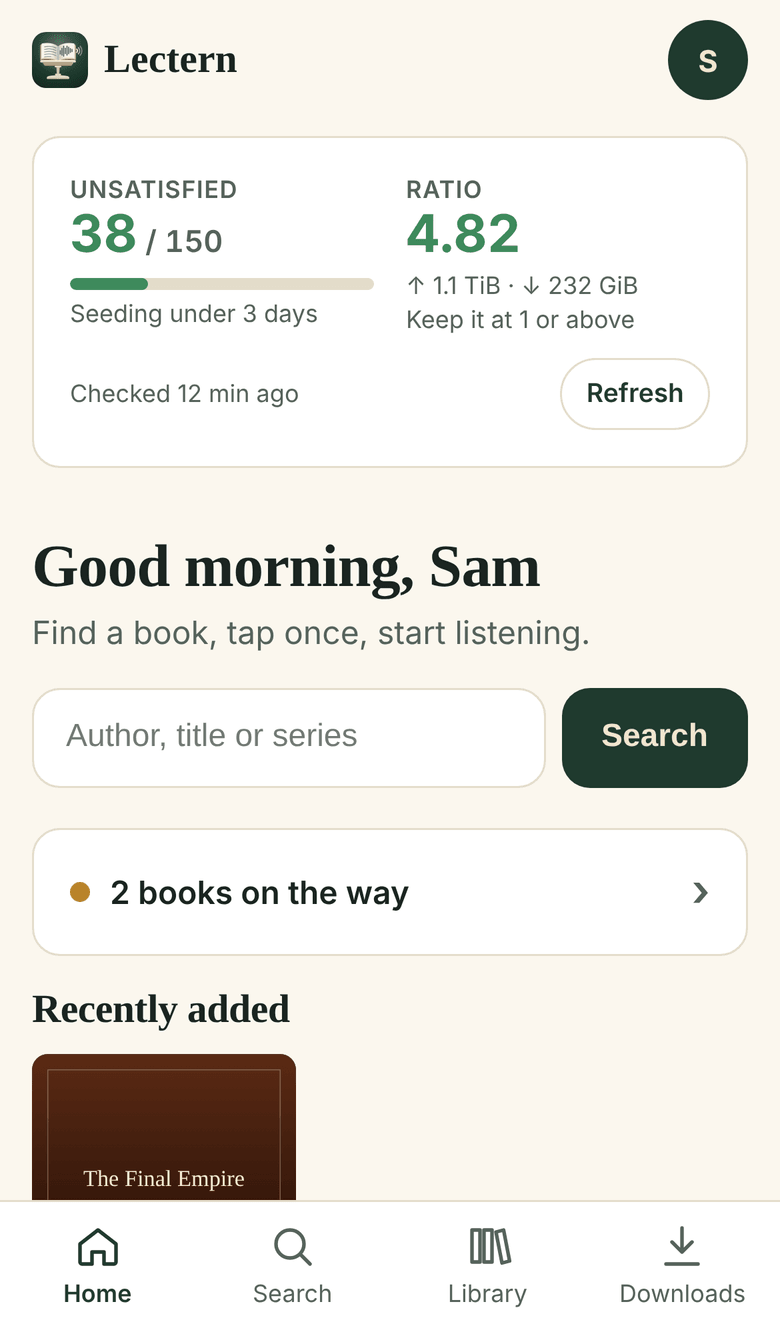 Lectern
S
UNSATISFIED
38 / 150
Seeding under 3 days
RATIO
4.82
↑ 1.1 TiB · ↓ 232 GiB
Keep it at 1 or above
Checked 12 min ago
Refresh
Good morning, Sam
Find a book, tap once, start listening.
Author, title or series
Search
2 books on the way
Recently added
The Final Empire
Home
Search
Library
Downloads